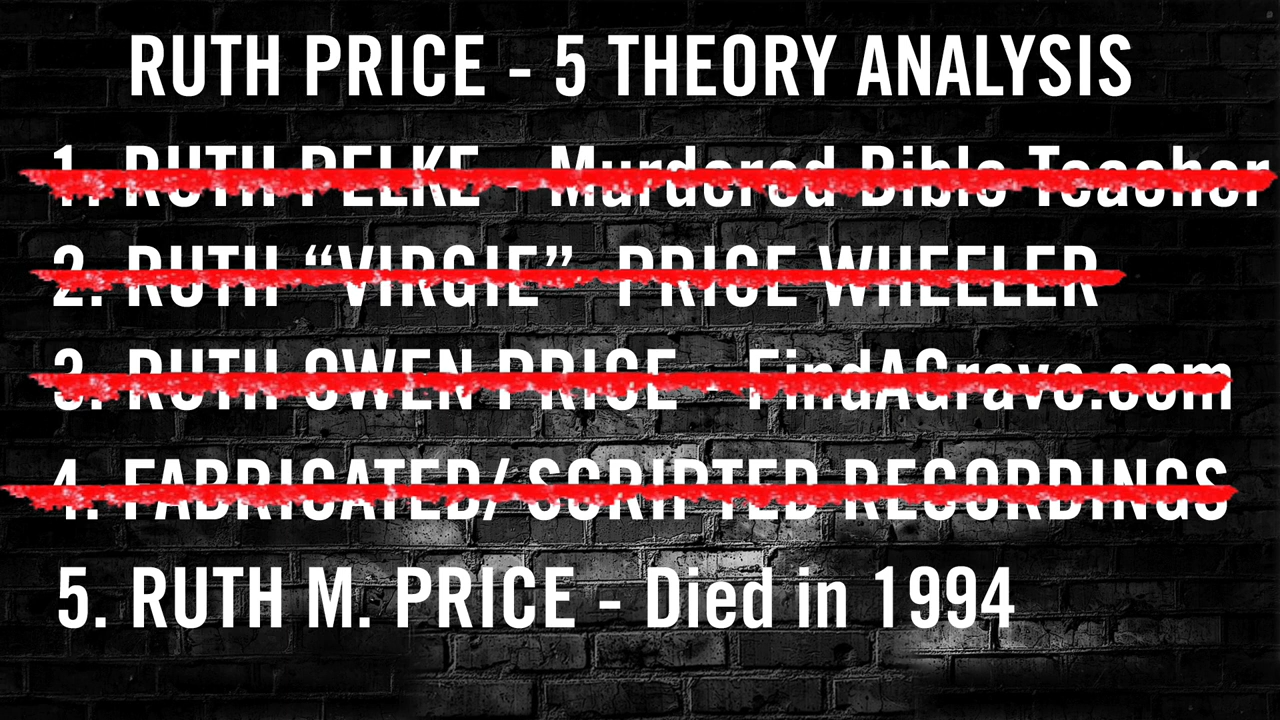 RUTH PRICE - 5 THEORY ANALYSIS
1. RUTH PELKE - Murdered Bible Teacher
2. RUTH “VIRGIE” PRICE WHEELER
3. RUTH OWEN PRICE - FindAGrave.com
4. FABRICATED/ SCRIPTED RECORDINGS
5. RUTH M. PRICE - Died in 1994